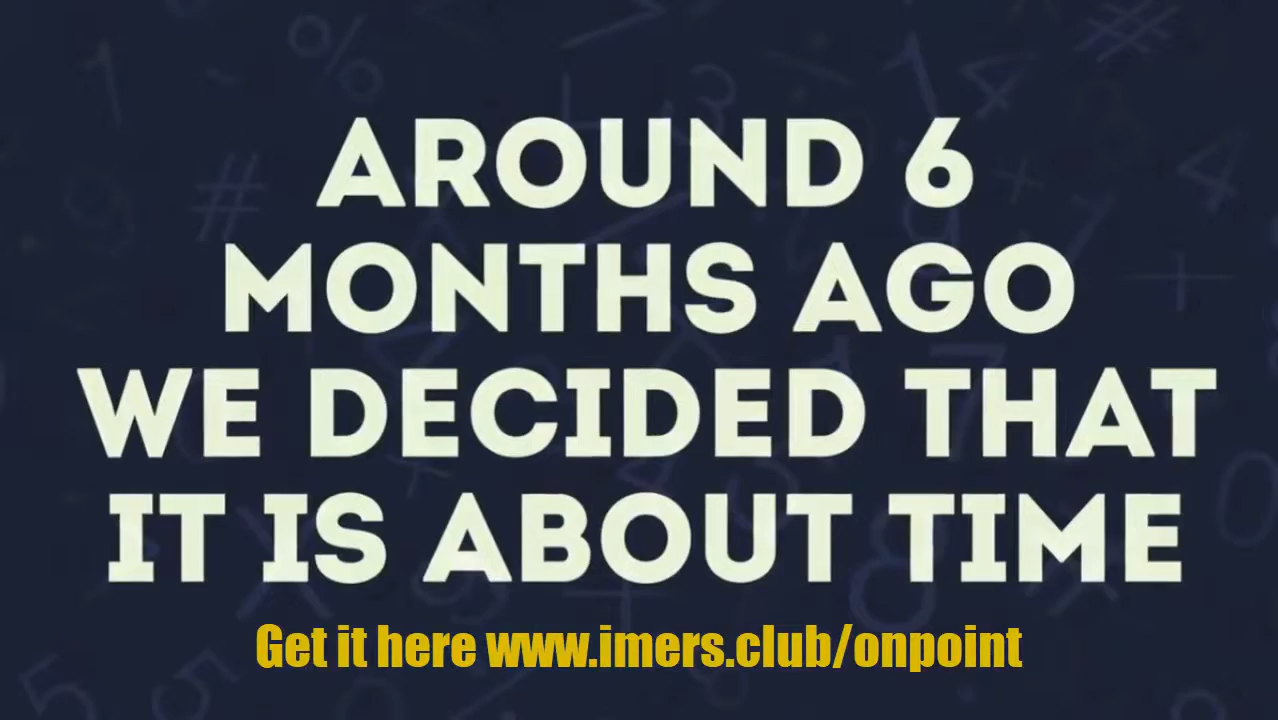 AROUND 6
MONTHS AGO
WE DECIDED THAT
IT IS ABOUT TIME
Get it here www.imers.club/onpoint